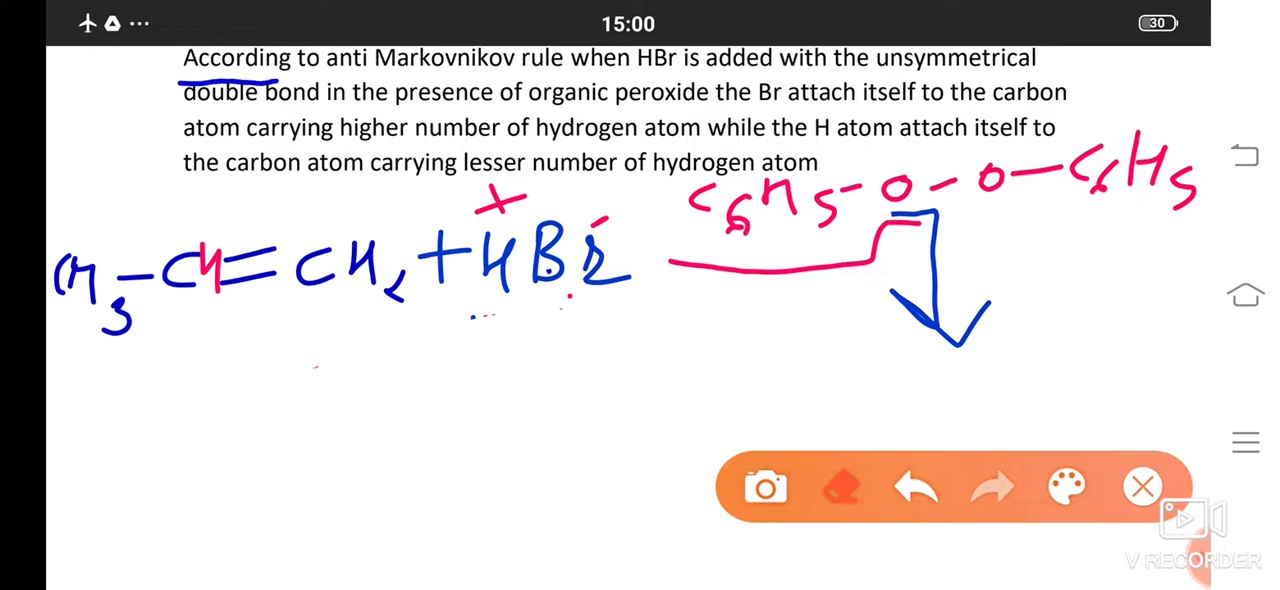 15:00
30
According to anti Markovnikov rule when HBr is added with the unsymmetrical
double bond in the presence of organic peroxide the Br attach itself to the carbon
atom carrying higher number of hydrogen atom while the H atom attach itself to
the carbon atom carrying lesser number of hydrogen atom
C6H5-O-O-C6H5
CH3-CH=CH2+HBr
V RECORDER